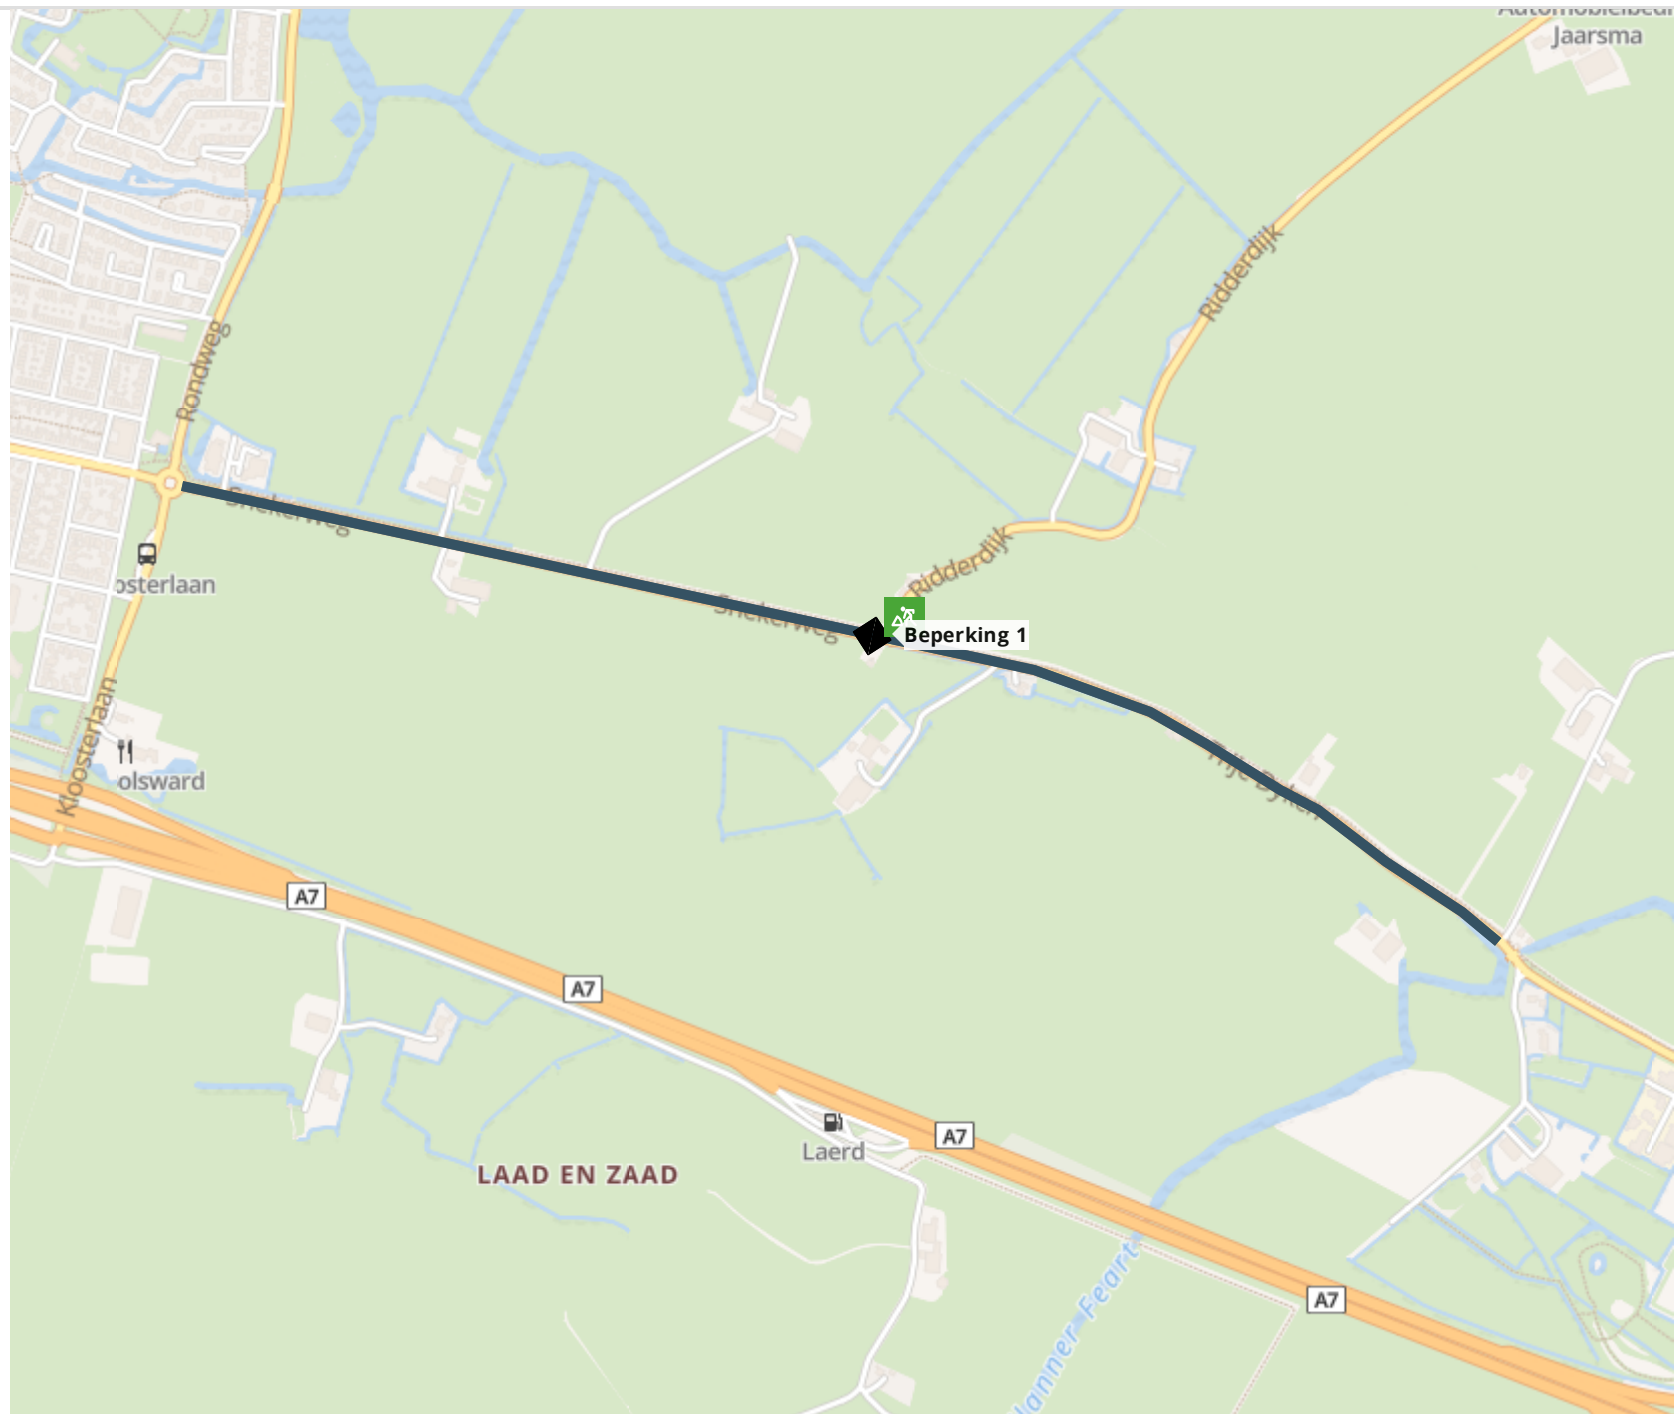 Jaarsma
Ridderdijk
Rondweg
Snekerweg
Ridderdijk
osterlaan
Snekerweg
Beperking 1
Kloosterlaan
olsward
Trije Dyken
A7
A7
A7
Laerd
LAAD EN ZAAD
A7